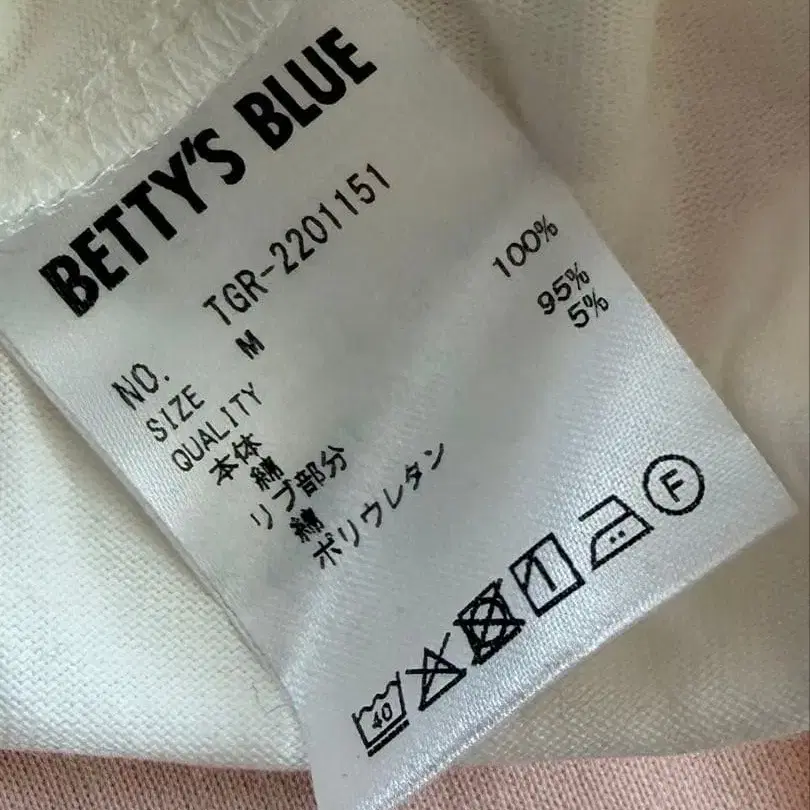 BETTY'S BLUE
NO. TGR-2201151
SIZE M
QUALITY
本体
綿 100%
リブ部分
綿 95%
ポリウレタン 5%
40 F